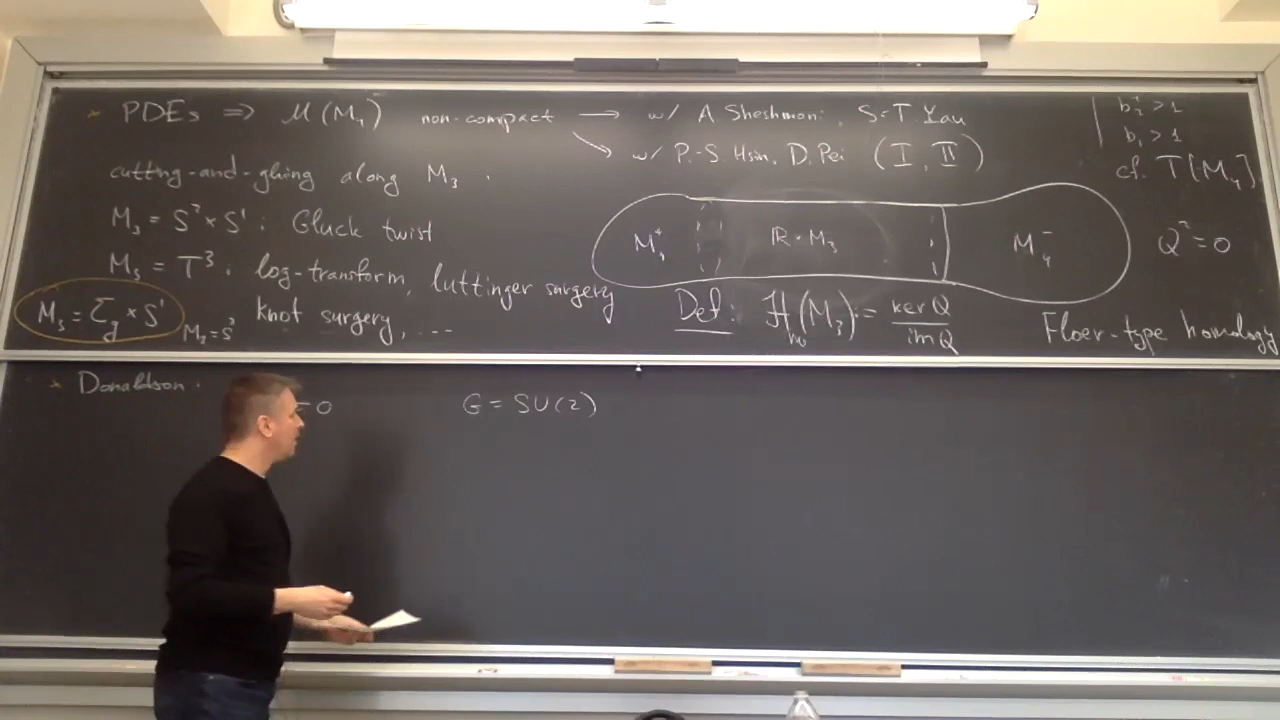 * PDEs ⇒ M(M₄) non-compact → w/ A Sheshmani, S-T. Yau
↘ w/ P.-S Hsin, D. Pei (I, II)
b₂⁺ > 1
b₁ > 1
cf. T[M₄]
cutting-and-gluing along M₃.
M₃ = S² × S¹ : Gluck twist
M₃ = T³ : log-transform, luttinger surgery
knot surgery, ...
M₃ = Σ_g × S¹
M₃ = S³
M₄⁺ ℝ × M₃ M₄⁻
Q² = 0
Def: H (M₃) := ker Q / im Q
Floer-type homology
* Donaldson :
= 0 G = SU(2)